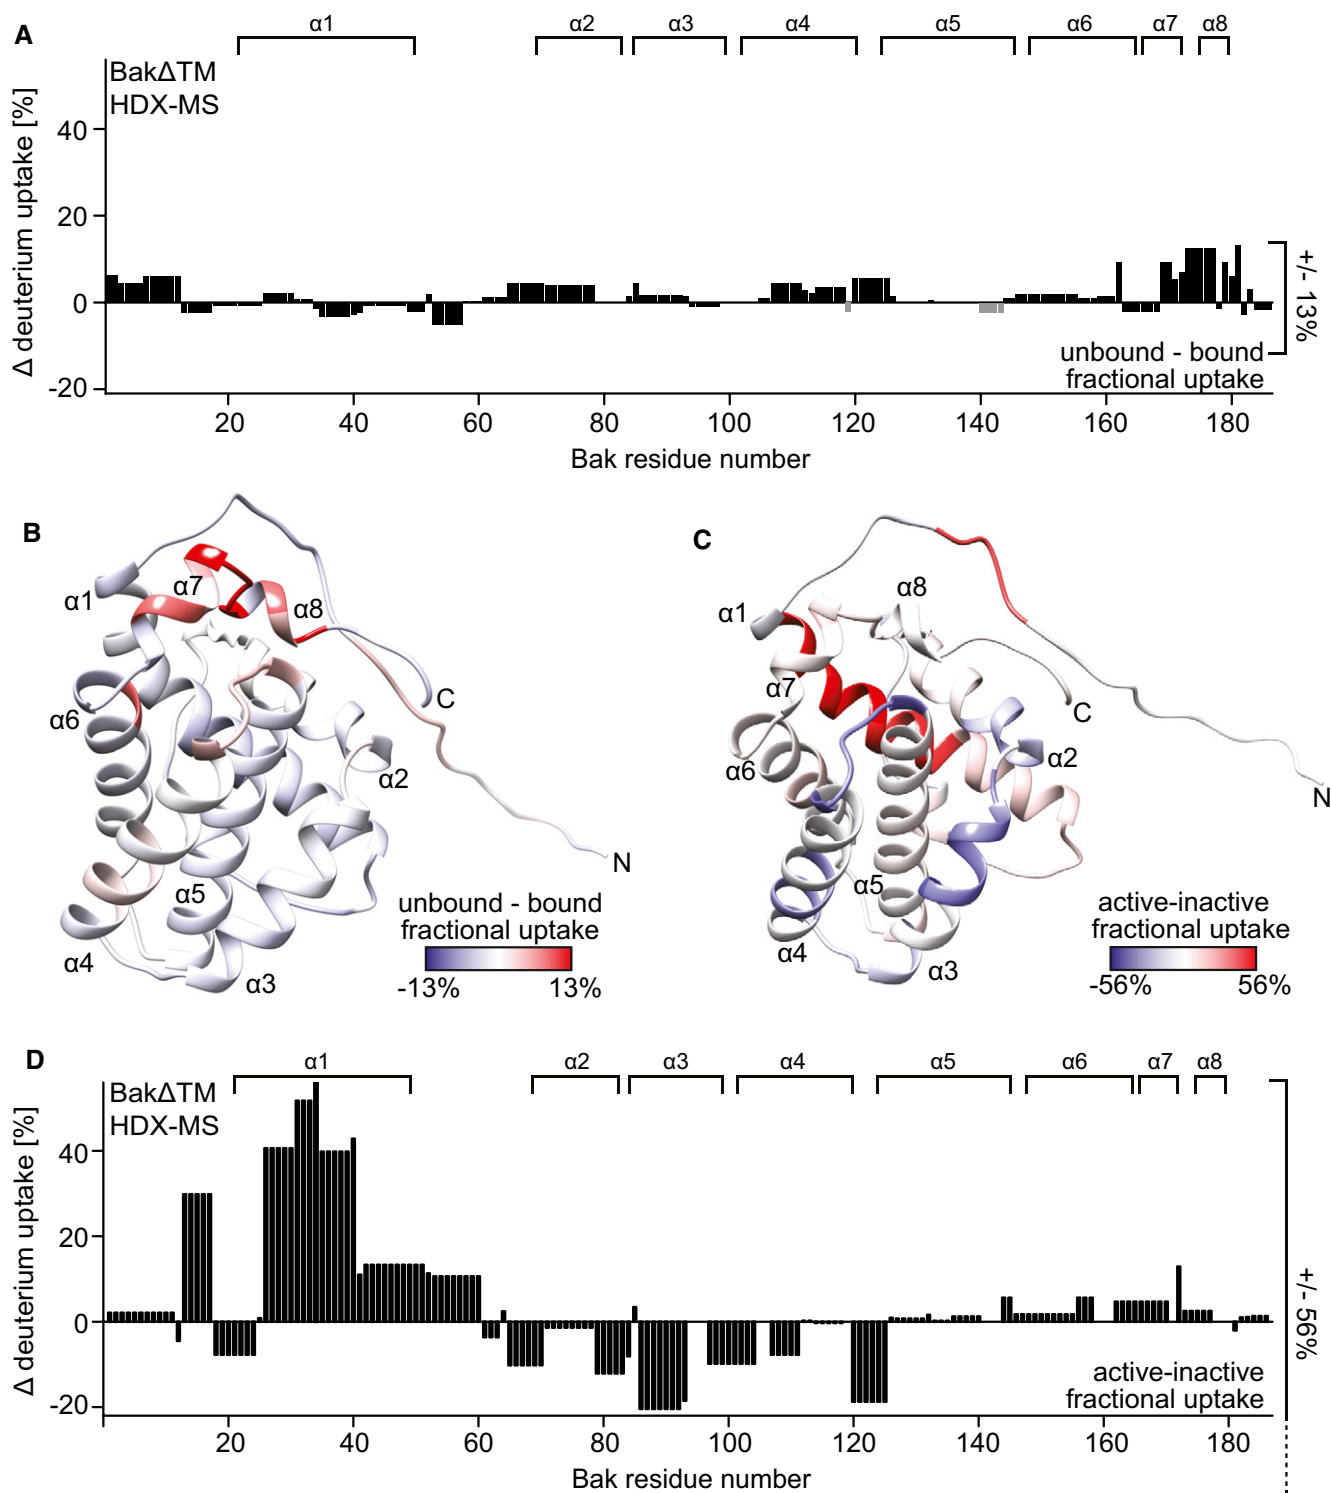 A
α1 α2 α3 α4 α5 α6 α7 α8
BakΔTM
HDX-MS
Δ deuterium uptake [%]
40
20
0
-20
+/- 13%
unbound - bound
fractional uptake
20 40 60 80 100 120 140 160 180
Bak residue number
B
α1
α7
α8
α6
C
α2
N
α5
α4
α3
unbound - bound
fractional uptake
-13% 13%
C
α8
α1
α7
C
α6
α2
N
α5
α4
α3
active-inactive
fractional uptake
-56% 56%
D
α1 α2 α3 α4 α5 α6 α7 α8
BakΔTM
HDX-MS
Δ deuterium uptake [%]
40
20
0
-20
+/- 56%
active-inactive
fractional uptake
20 40 60 80 100 120 140 160 180
Bak residue number